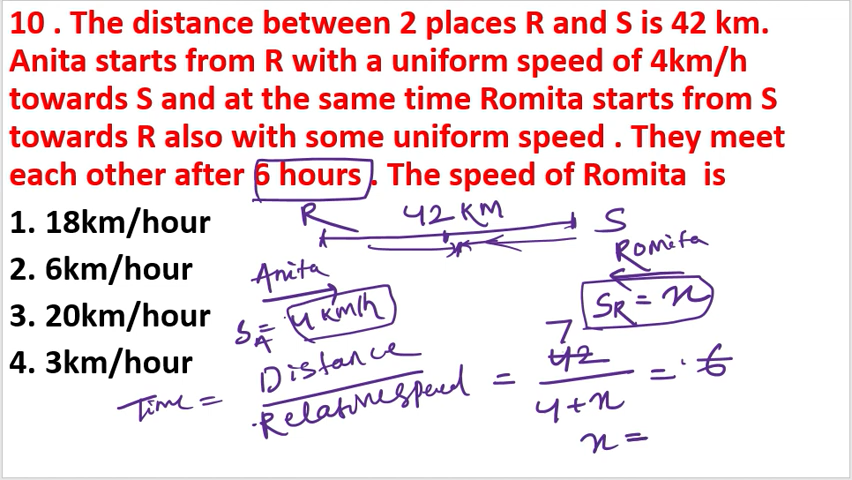 10 . The distance between 2 places R and S is 42 km.
Anita starts from R with a uniform speed of 4km/h
towards S and at the same time Romita starts from S
towards R also with some uniform speed . They meet
each other after 6 hours . The speed of Romita is
1. 18km/hour
2. 6km/hour
3. 20km/hour
4. 3km/hour
R 42 KM S
Romita
Anita
S_A = 4 KM/h
S_R = x
Time = Distance / Relative speed = 42 / 4+x = 6
7
x =